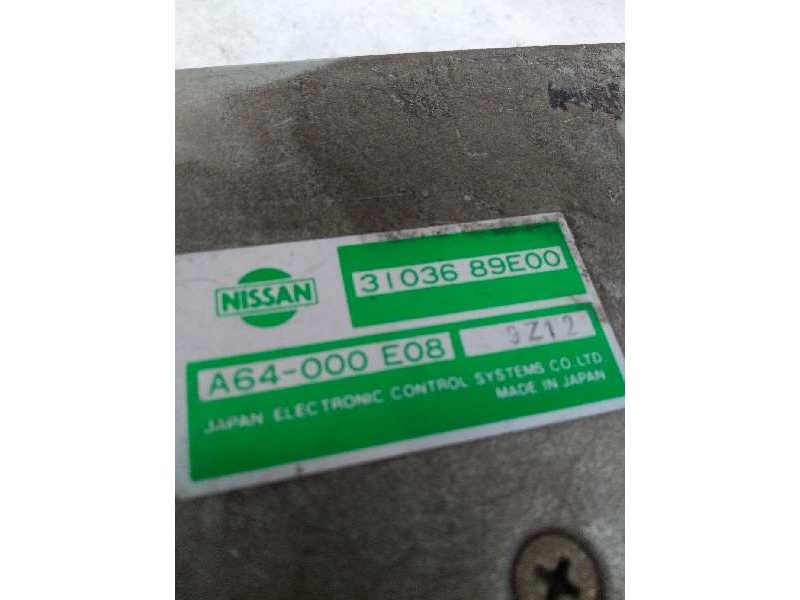 31036 89E00
NISSAN
A64-000 E08 9Z12
JAPAN ELECTRONIC CONTROL SYSTEMS CO.LTD.
MADE IN JAPAN